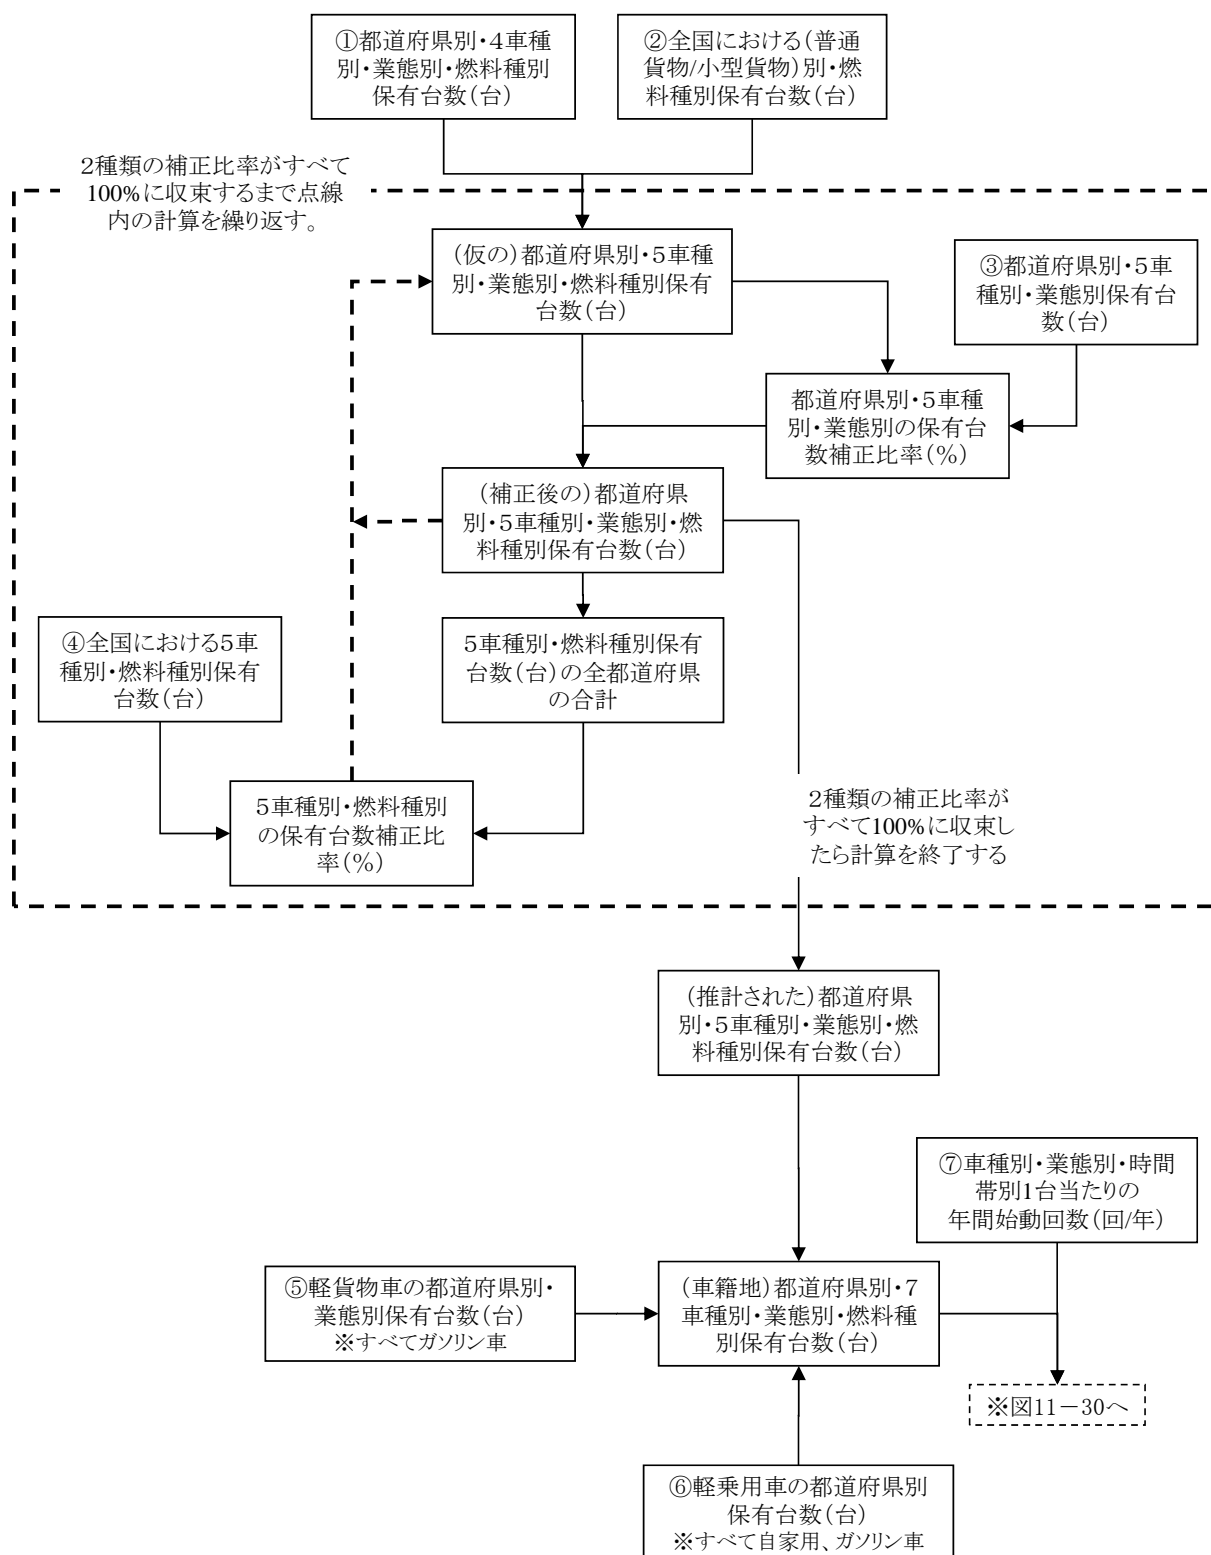 ①都道府県別・4車種
別・業態別・燃料種別
保有台数(台)
②全国における(普通
貨物/小型貨物)別・燃
料種別保有台数(台)
2種類の補正比率がすべて
100%に収束するまで点線
内の計算を繰り返す。
(仮の)都道府県別・5車種
別・業態別・燃料種別保有
台数(台)
③都道府県別・5車
種別・業態別保有台
数(台)
都道府県別・5車種
別・業態別の保有台
数補正比率(%)
(補正後の)都道府県
別・5車種別・業態別・燃
料種別保有台数(台)
④全国における5車
種別・燃料種別保有
台数(台)
5車種別・燃料種別保有
台数(台)の全都道府県
の合計
5車種別・燃料種別
の保有台数補正比
率(%)
2種類の補正比率が
すべて100%に収束し
たら計算を終了する
(推計された)都道府県
別・5車種別・業態別・燃
料種別保有台数(台)
⑦車種別・業態別・時間
帯別1台当たりの
年間始動回数(回/年)
⑤軽貨物車の都道府県別・
業態別保有台数(台)
※すべてガソリン車
(車籍地)都道府県別・7
車種別・業態別・燃料種
別保有台数(台)
※図11-30へ
⑥軽乗用車の都道府県別
保有台数(台)
※すべて自家用、ガソリン車